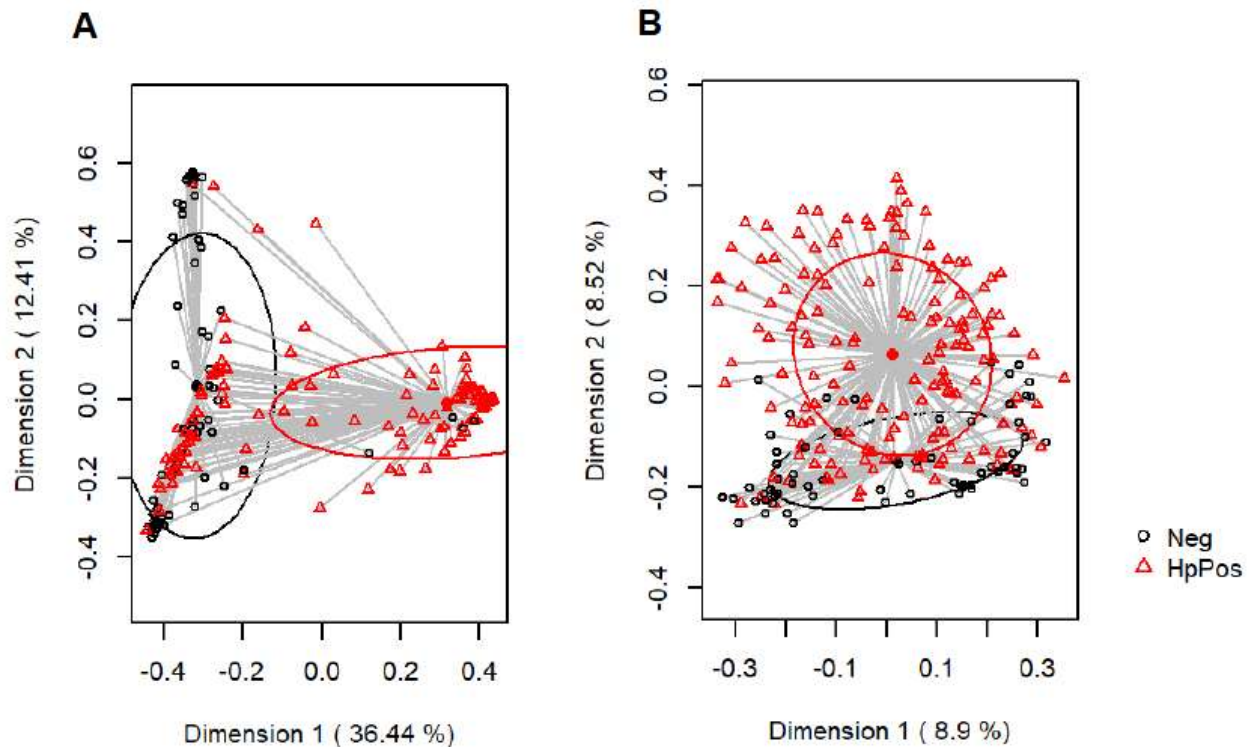 A
B
0.6
0.4
0.2
0.0
-0.2
-0.4
Dimension 2 ( 12.41 %)
-0.4
-0.2
0.0
0.2
0.4
Dimension 1 ( 36.44 %)
0.6
0.4
0.2
0.0
-0.2
-0.4
Dimension 2 ( 8.52 %)
-0.3
-0.1
0.1
0.3
Dimension 1 ( 8.9 %)
Neg
HpPos